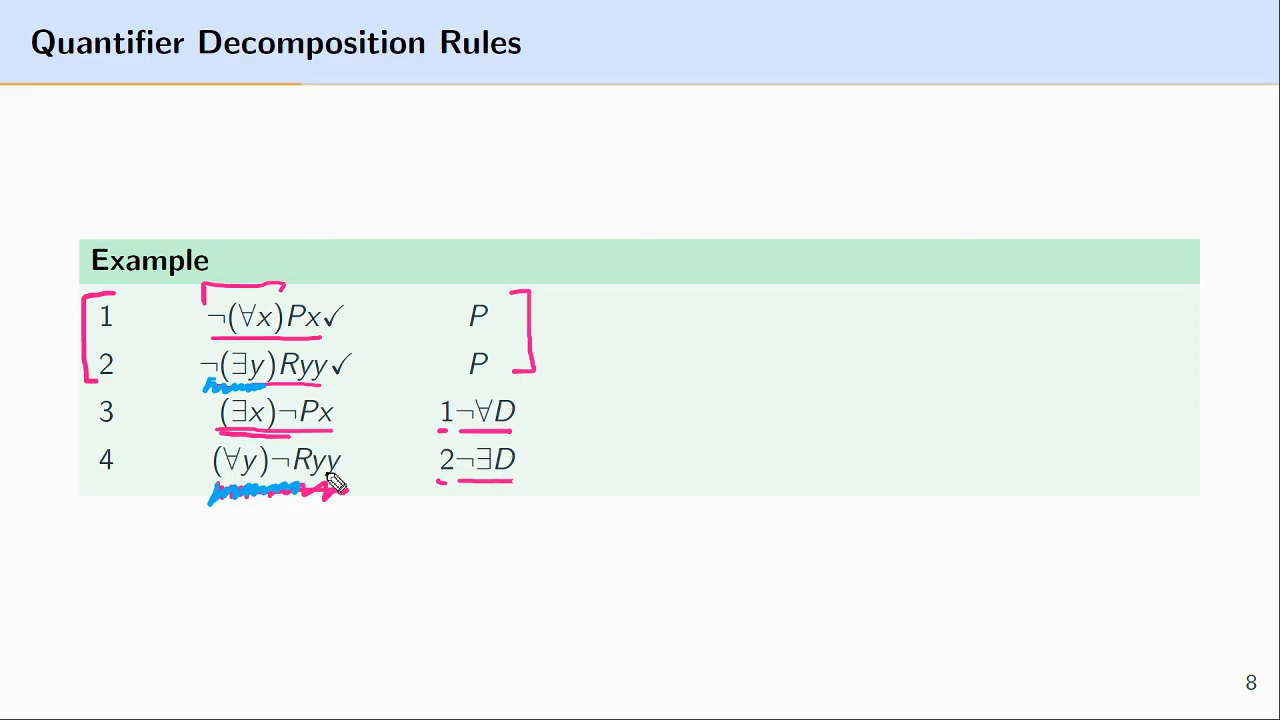 Quantifier Decomposition Rules
Example
1 ¬(∀x)Px✓ P
2 ¬(∃y)Ryy✓ P
3 (∃x)¬Px 1¬∀D
4 (∀y)¬Ryy 2¬∃D
8